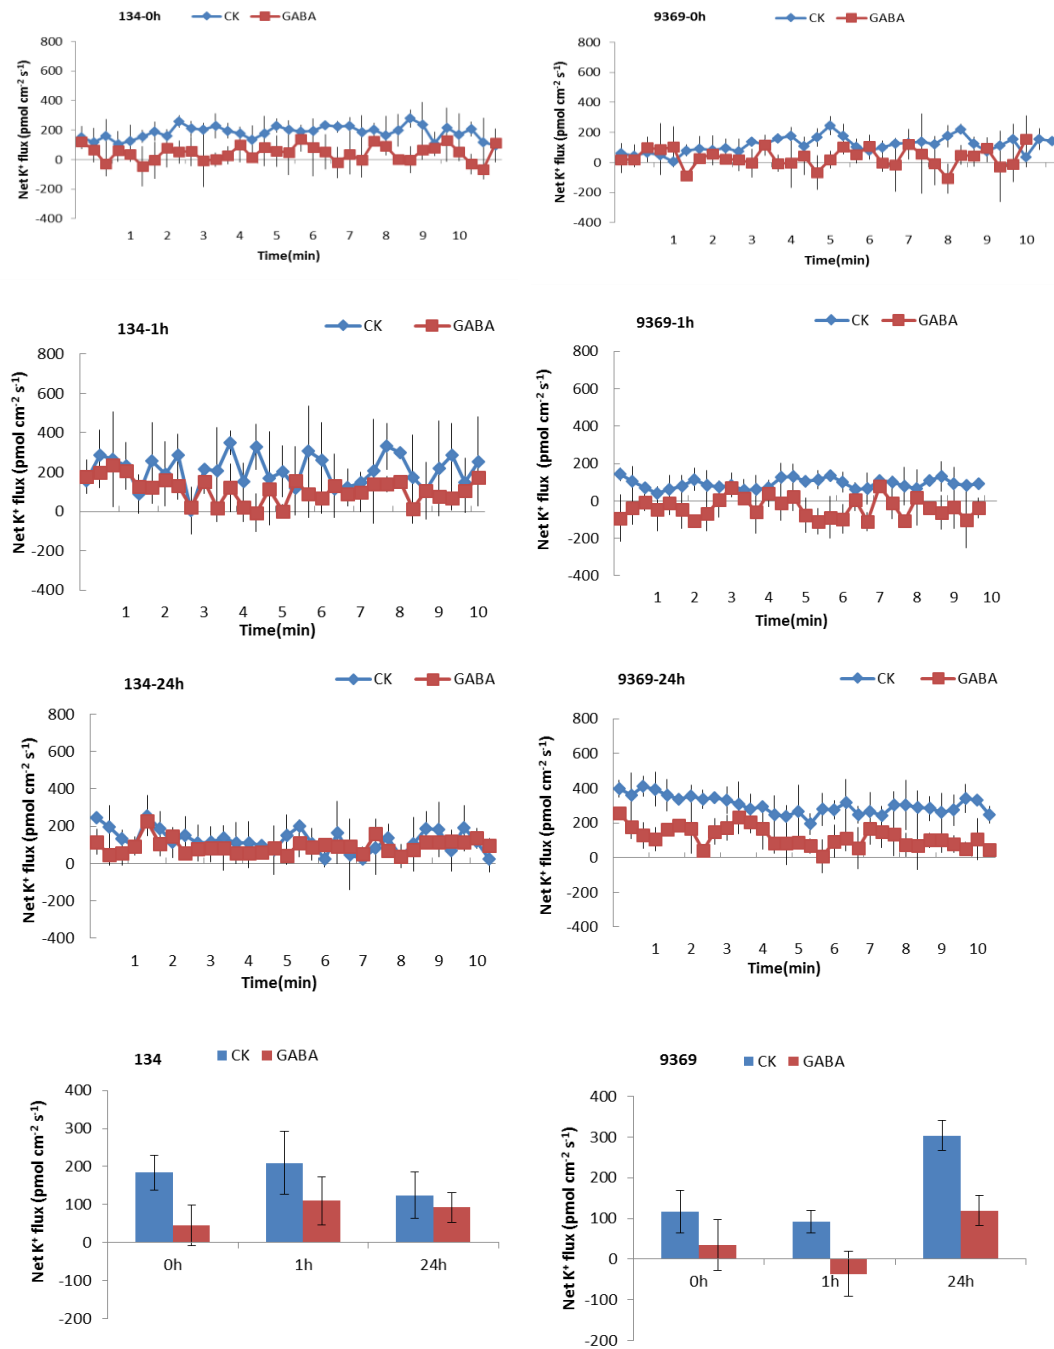 134-0h
CK
GABA
Net K⁺ flux (pmol cm⁻² s⁻¹)
800
600
400
200
0
-200
-400
1 2 3 4 5 6 7 8 9 10
Time(min)
9369-0h
CK
GABA
Net K⁺ flux (pmol cm⁻² s⁻¹)
800
600
400
200
0
-200
-400
1 2 3 4 5 6 7 8 9 10
Time(min)
134-1h
CK
GABA
Net K⁺ flux (pmol cm⁻² s⁻¹)
800
600
400
200
0
-200
-400
1 2 3 4 5 6 7 8 9 10
Time(min)
9369-1h
CK
GABA
Net K⁺ flux (pmol cm⁻² s⁻¹)
800
600
400
200
0
-200
-400
1 2 3 4 5 6 7 8 9 10
Time(min)
134-24h
CK
GABA
Net K⁺ flux (pmol cm⁻² s⁻¹)
800
600
400
200
0
-200
-400
1 2 3 4 5 6 7 8 9 10
Time(min)
9369-24h
CK
GABA
Net K⁺ flux (pmol cm⁻² s⁻¹)
800
600
400
200
0
-200
-400
1 2 3 4 5 6 7 8 9 10
Time(min)
134
CK
GABA
Net K⁺ flux (pmol cm⁻² s⁻¹)
400
300
200
100
0
-100
-200
0h 1h 24h
9369
CK
GABA
Net K⁺ flux (pmol cm⁻² s⁻¹)
400
300
200
100
0
-100
-200
0h 1h 24h